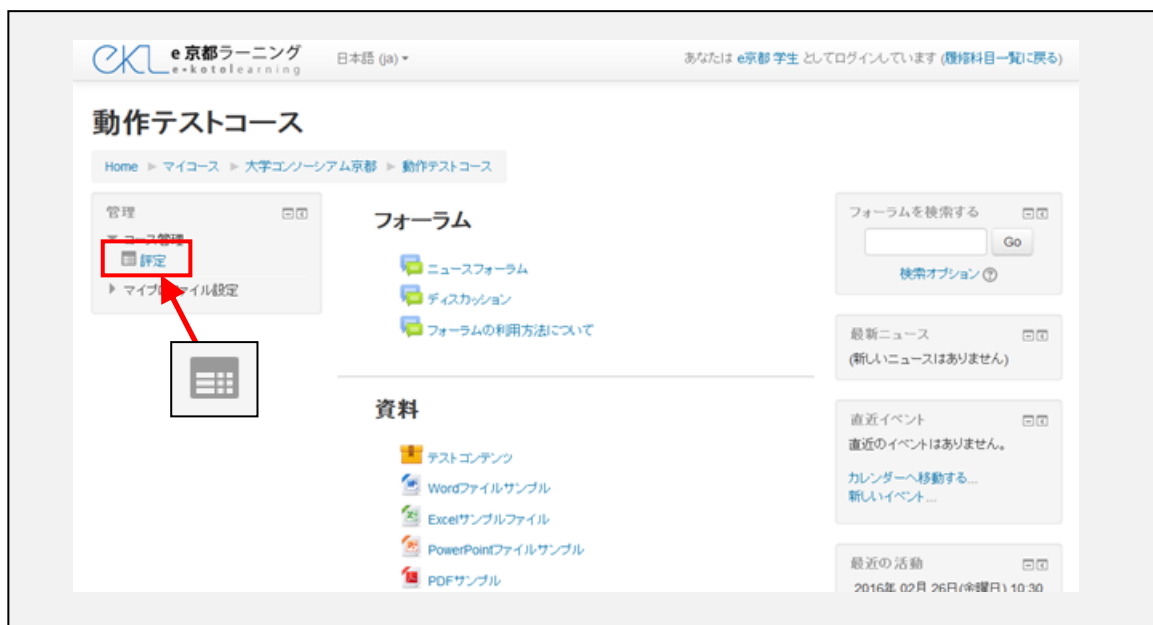 e京都ラーニング
e-kotolearning
日本語 (ja)
あなたは e京都 学生 としてログインしています (履修科目一覧に戻る)
動作テストコース
Home ► マイコース ► 大学コンソーシアム京都 ► 動作テストコース
管理
コース管理
評定
マイプロファイル設定
フォーラム
ニュースフォーラム
ディスカッション
フォーラムの利用方法について
資料
テストコンテンツ
Wordファイルサンプル
Excelサンプルファイル
PowerPointファイルサンプル
PDFサンプル
フォーラムを検索する
Go
検索オプション
最新ニュース
(新しいニュースはありません)
直近イベント
直近のイベントはありません。
カレンダーへ移動する...
新しいイベント...
最近の活動
2016年 02月 26日(金曜日) 10:30